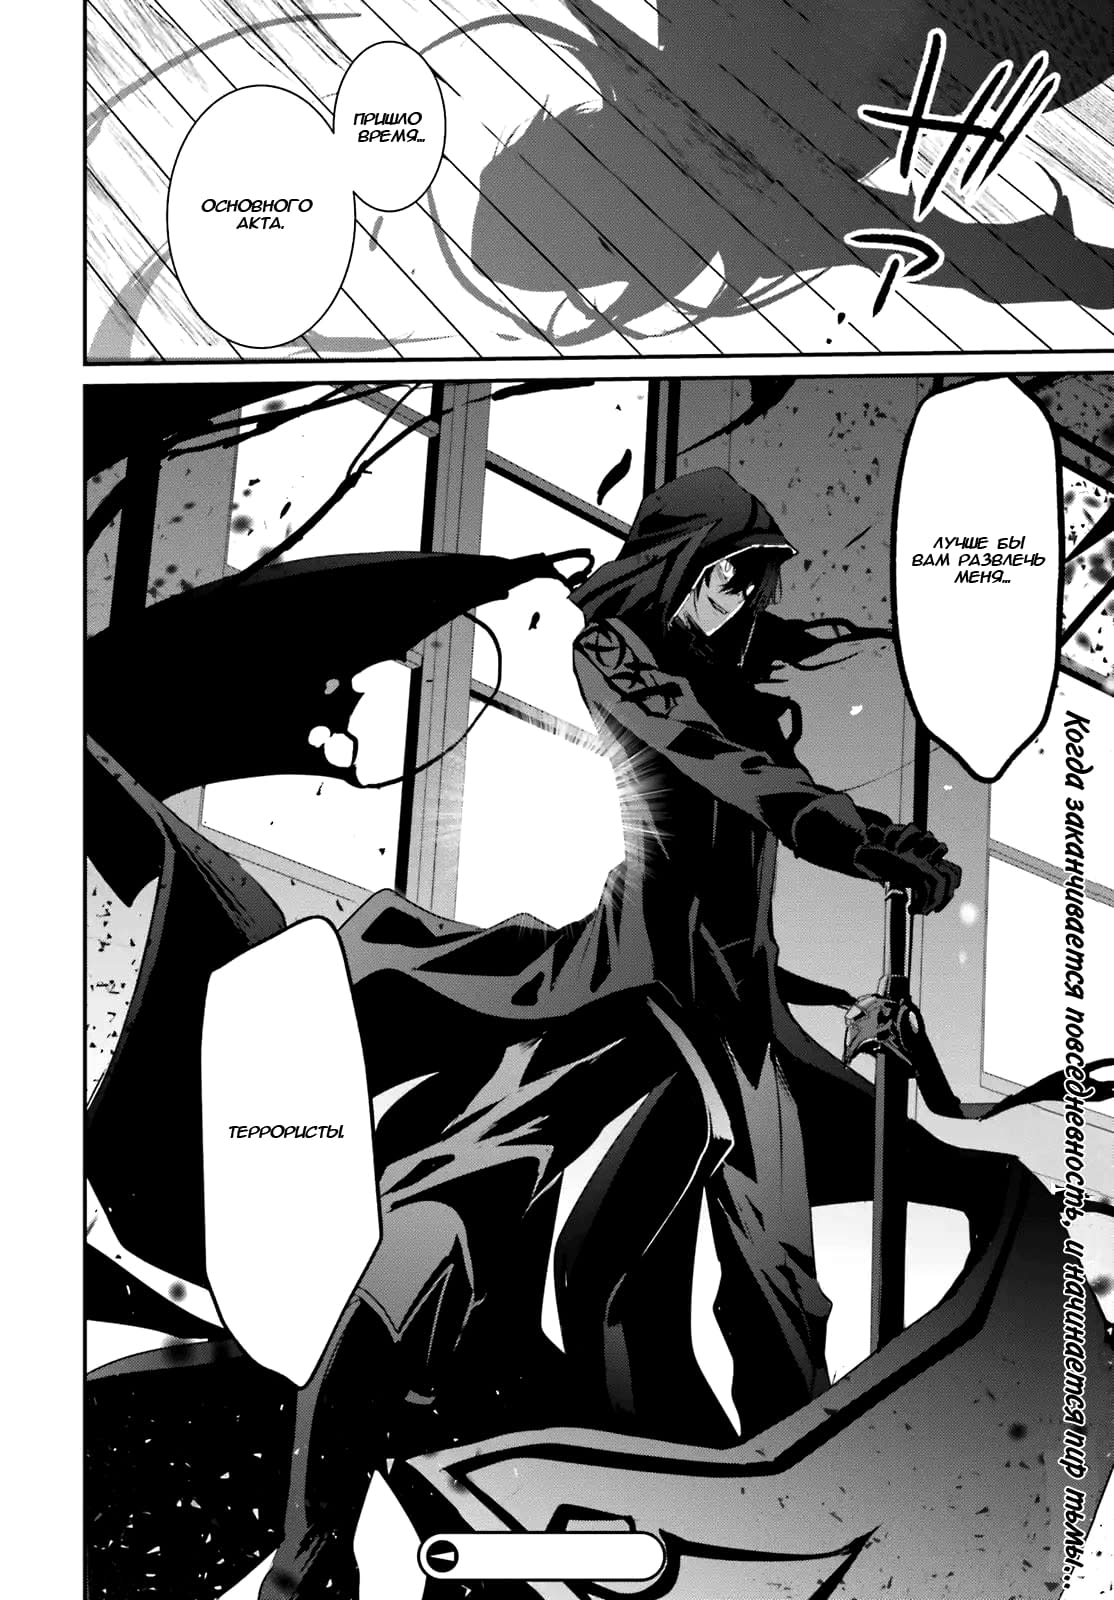 ПРИШЛО
ВРЕМЯ...
ОСНОВНОГО
АКТА.
ЛУЧШЕ БЫ
ВАМ РАЗВЛЕЧЬ
МЕНЯ...
ТЕРРОРИСТЫ.
Когда заканчивается повседневность, и начинается пир тьмы...